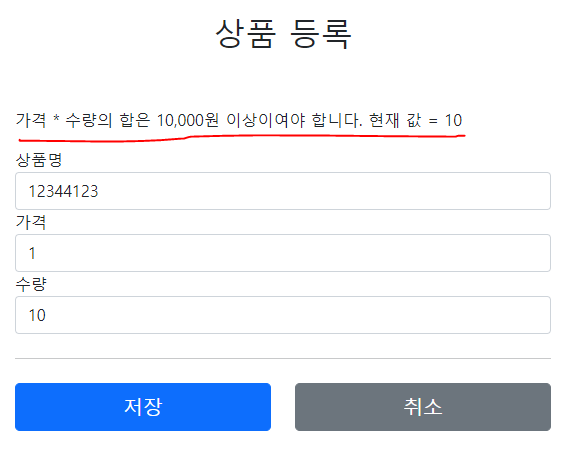 상품 등록
가격 * 수량의 합은 10,000원 이상이여야 합니다. 현재 값 = 10
상품명
12344123
가격
1
수량
10
저장 취소